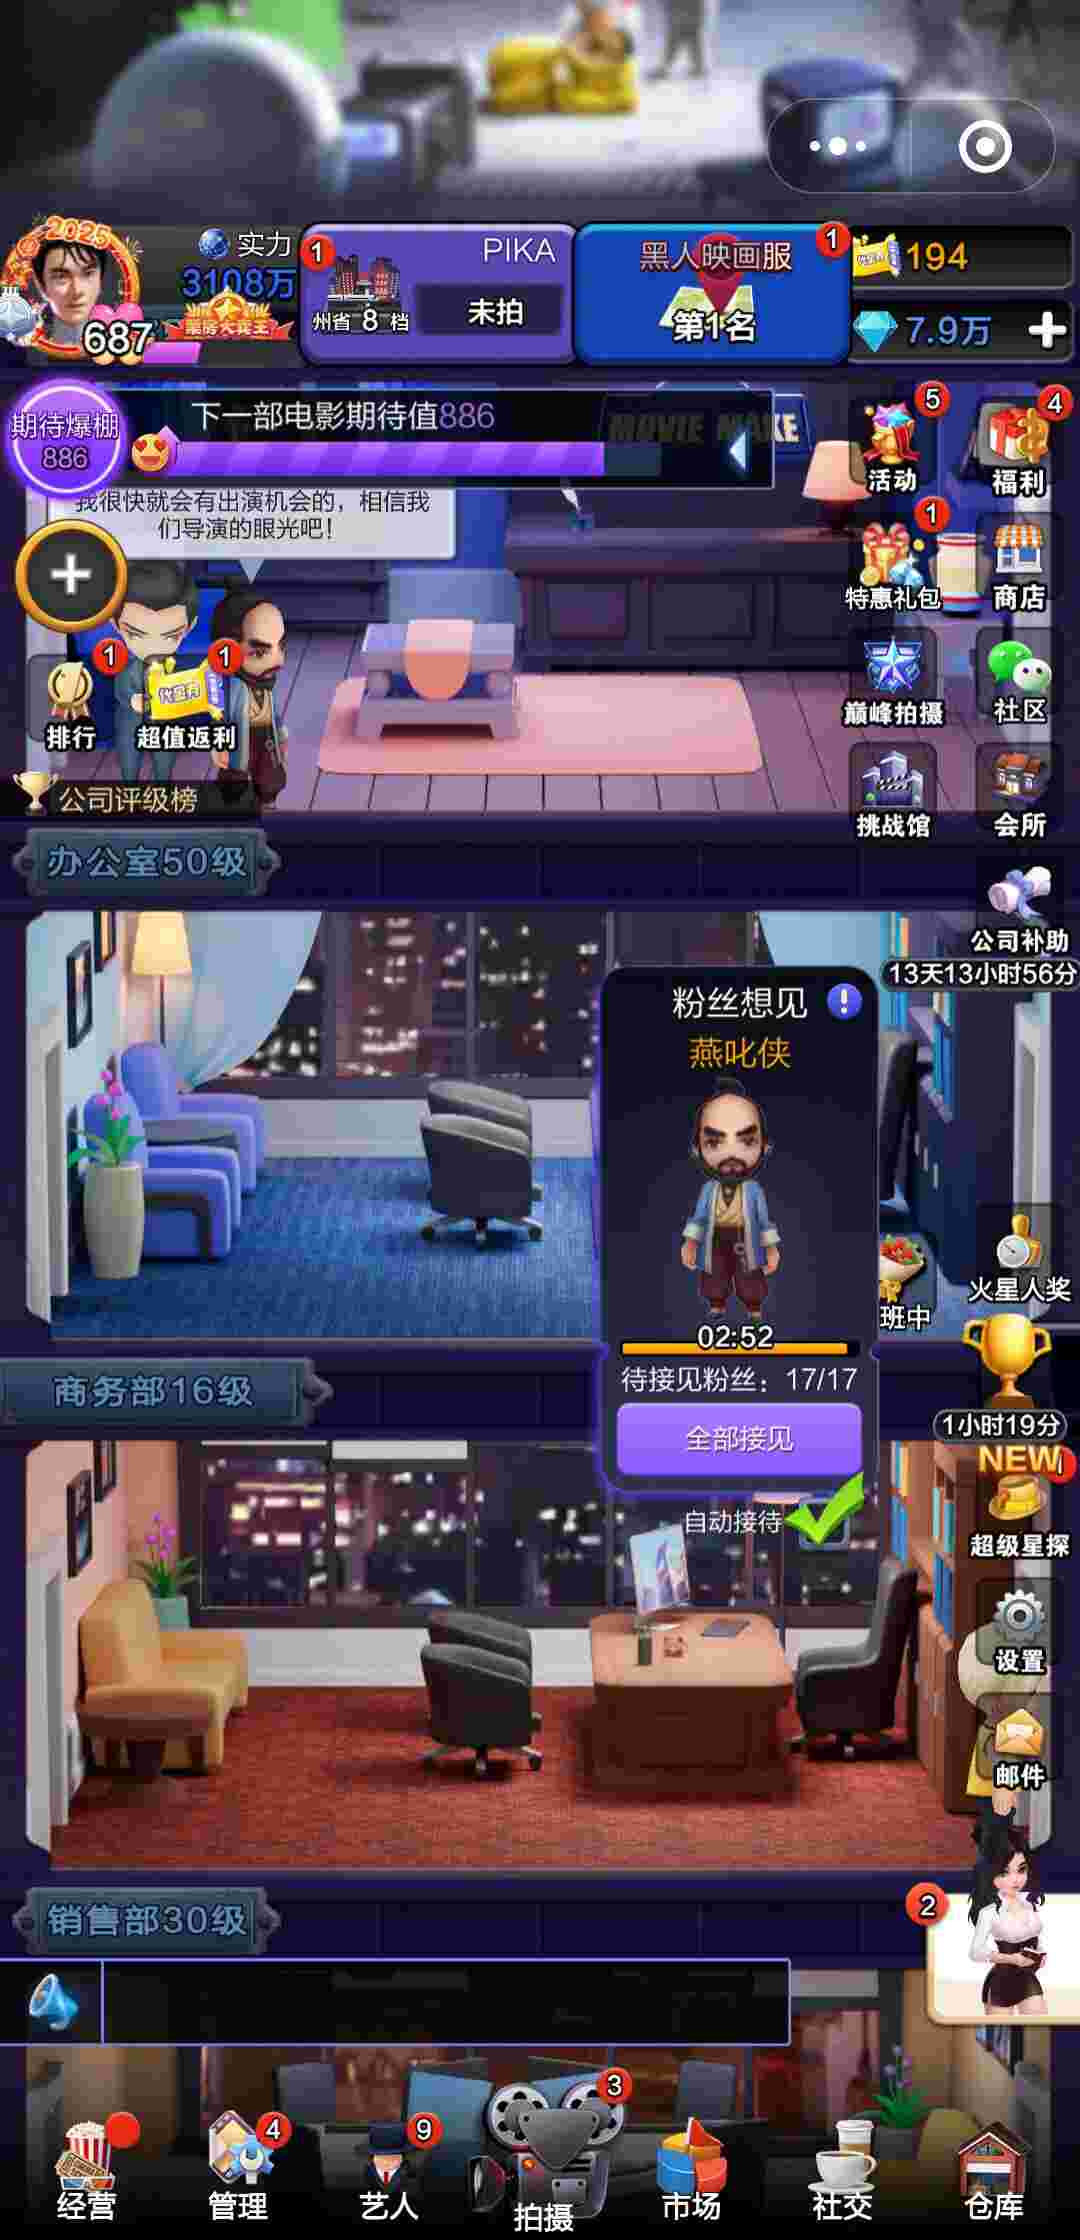 2025
687
实力
3108万
票房大亨王
1
PIKA
州省 8 档
未拍
1
黑人映画服
第1名
194
7.9万
期待爆棚
886
下一部电影期待值886
MOVIE MAKE
我很快就会有出演机会的，相信我
们导演的眼光吧！
5
活动
4
福利
1
特惠礼包
商店
巅峰拍摄
社区
挑战馆
会所
1
排行
1
超值返利
公司评级榜
办公室50级
公司补助
13天13小时56分
粉丝想见
燕叱侠
02:52
待接见粉丝：17/17
全部接见
自动接待
班中
火星人奖
1小时19分
NEW
超级星探
商务部16级
设置
邮件
销售部30级
2
经营
4
管理
9
艺人
3
拍摄
市场
社交
仓库